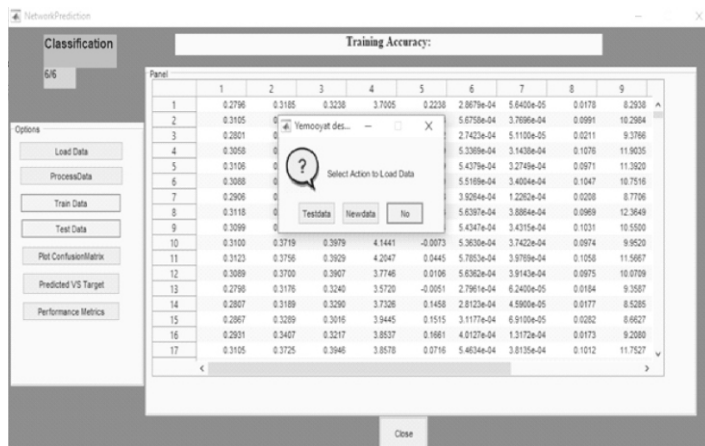 NetworkPrediction
Classification
Training Accuracy:
6/6
Panel
1 2 3 4 5 6 7 8 9
1 0.2796 0.3185 0.3238 3.7005 0.2238 2.8679e-04 5.6400e-05 0.0178 8.2938
2 0.3105 5.6758e-04 3.7696e-04 0.0991 10.2984
3 0.2801 2.7423e-04 5.1100e-05 0.0211 9.3766
4 0.3058 5.3369e-04 3.1438e-04 0.1076 11.9035
5 0.3106 5.4379e-04 3.2749e-04 0.0971 11.3920
6 0.3088 5.5169e-04 3.4004e-04 0.1047 10.7516
7 0.2906 3.9264e-04 1.2262e-04 0.0208 8.7706
8 0.3118 5.6397e-04 3.8864e-04 0.0969 12.3649
9 0.3099 5.4347e-04 3.4315e-04 0.1031 10.5500
10 0.3100 0.3719 0.3979 4.1441 -0.0073 5.3630e-04 3.7422e-04 0.0974 9.9520
11 0.3123 0.3756 0.3929 4.2047 0.0445 5.7853e-04 3.9769e-04 0.1058 11.5667
12 0.3089 0.3700 0.3907 3.7746 0.0106 5.6362e-04 3.9143e-04 0.0975 10.0709
13 0.2798 0.3176 0.3240 3.5720 -0.0051 2.7961e-04 6.2400e-05 0.0184 9.3587
14 0.2807 0.3189 0.3290 3.7326 0.1458 2.8123e-04 4.5900e-05 0.0177 8.5285
15 0.2867 0.3289 0.3016 3.9445 0.1515 3.1177e-04 6.9100e-05 0.0282 8.6627
16 0.2931 0.3407 0.3217 3.8537 0.1661 4.0127e-04 1.3172e-04 0.0173 9.2080
17 0.3105 0.3725 0.3946 3.8578 0.0716 5.4634e-04 3.8135e-04 0.1012 11.7527
Yemooyat des...
Select Action to Load Data
Testdata Newdata No
Options
Load Data
ProcessData
Train Data
Test Data
Plot ConfusionMatrix
Predicted VS Target
Performance Metrics
Close